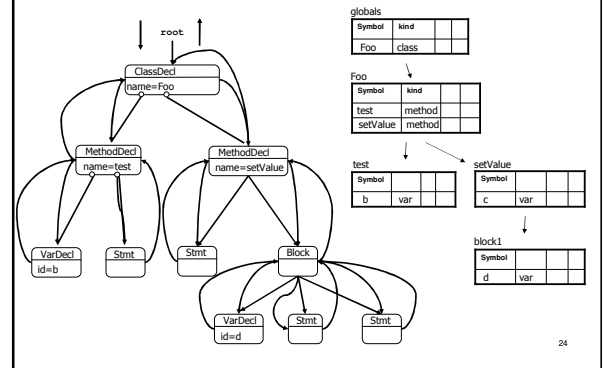 root
ClassDecl
name=Foo
MethodDecl
name=test
MethodDecl
name=setValue
VarDecl
id=b
Stmt
Stmt
Block
VarDecl
id=d
Stmt
Stmt
globals
Symbol kind
Foo class
Foo
Symbol kind
test method
setValue method
test
Symbol
b var
setValue
Symbol
c var
block1
Symbol
d var
24